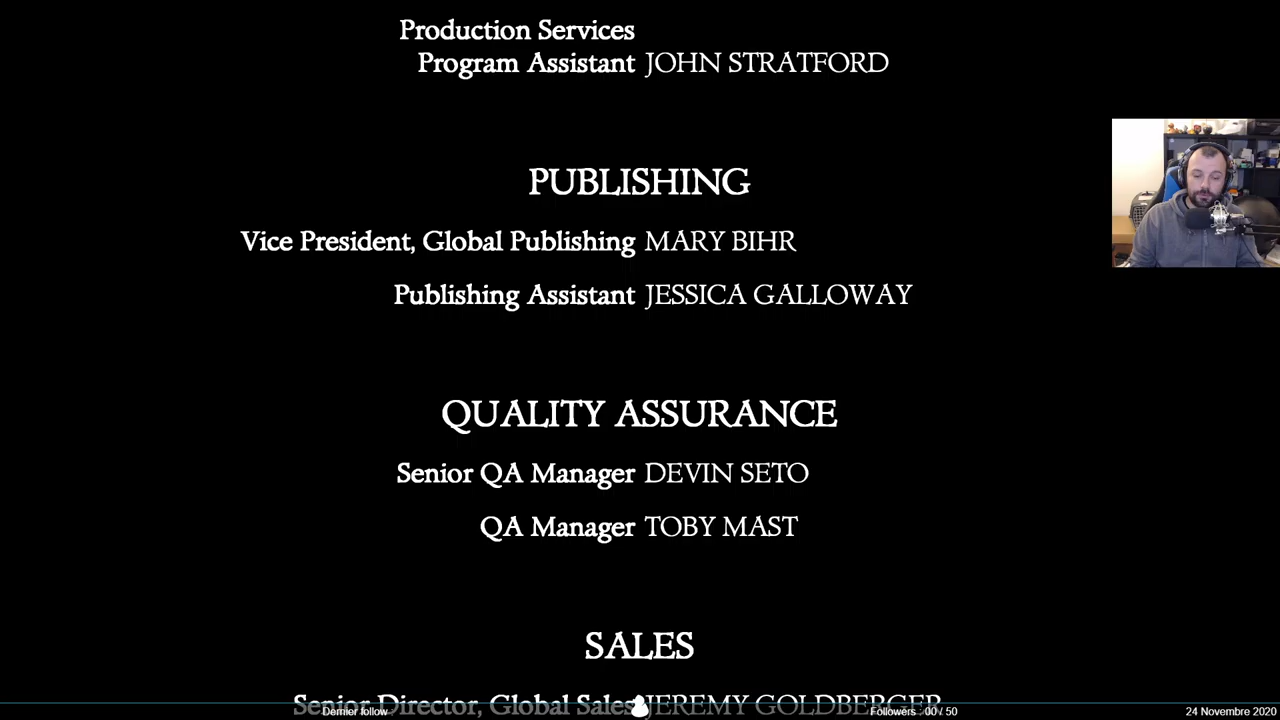 Production Services
Program Assistant JOHN STRATFORD
PUBLISHING
Vice President, Global Publishing MARY BIHR
Publishing Assistant JESSICA GALLOWAY
QUALITY ASSURANCE
Senior QA Manager DEVIN SETO
QA Manager TOBY MAST
SALES
Senior Director, Global Sales JEREMY GOLDBERGER
Dernier follow
Followers : 00 / 50
24 Novembre 2020